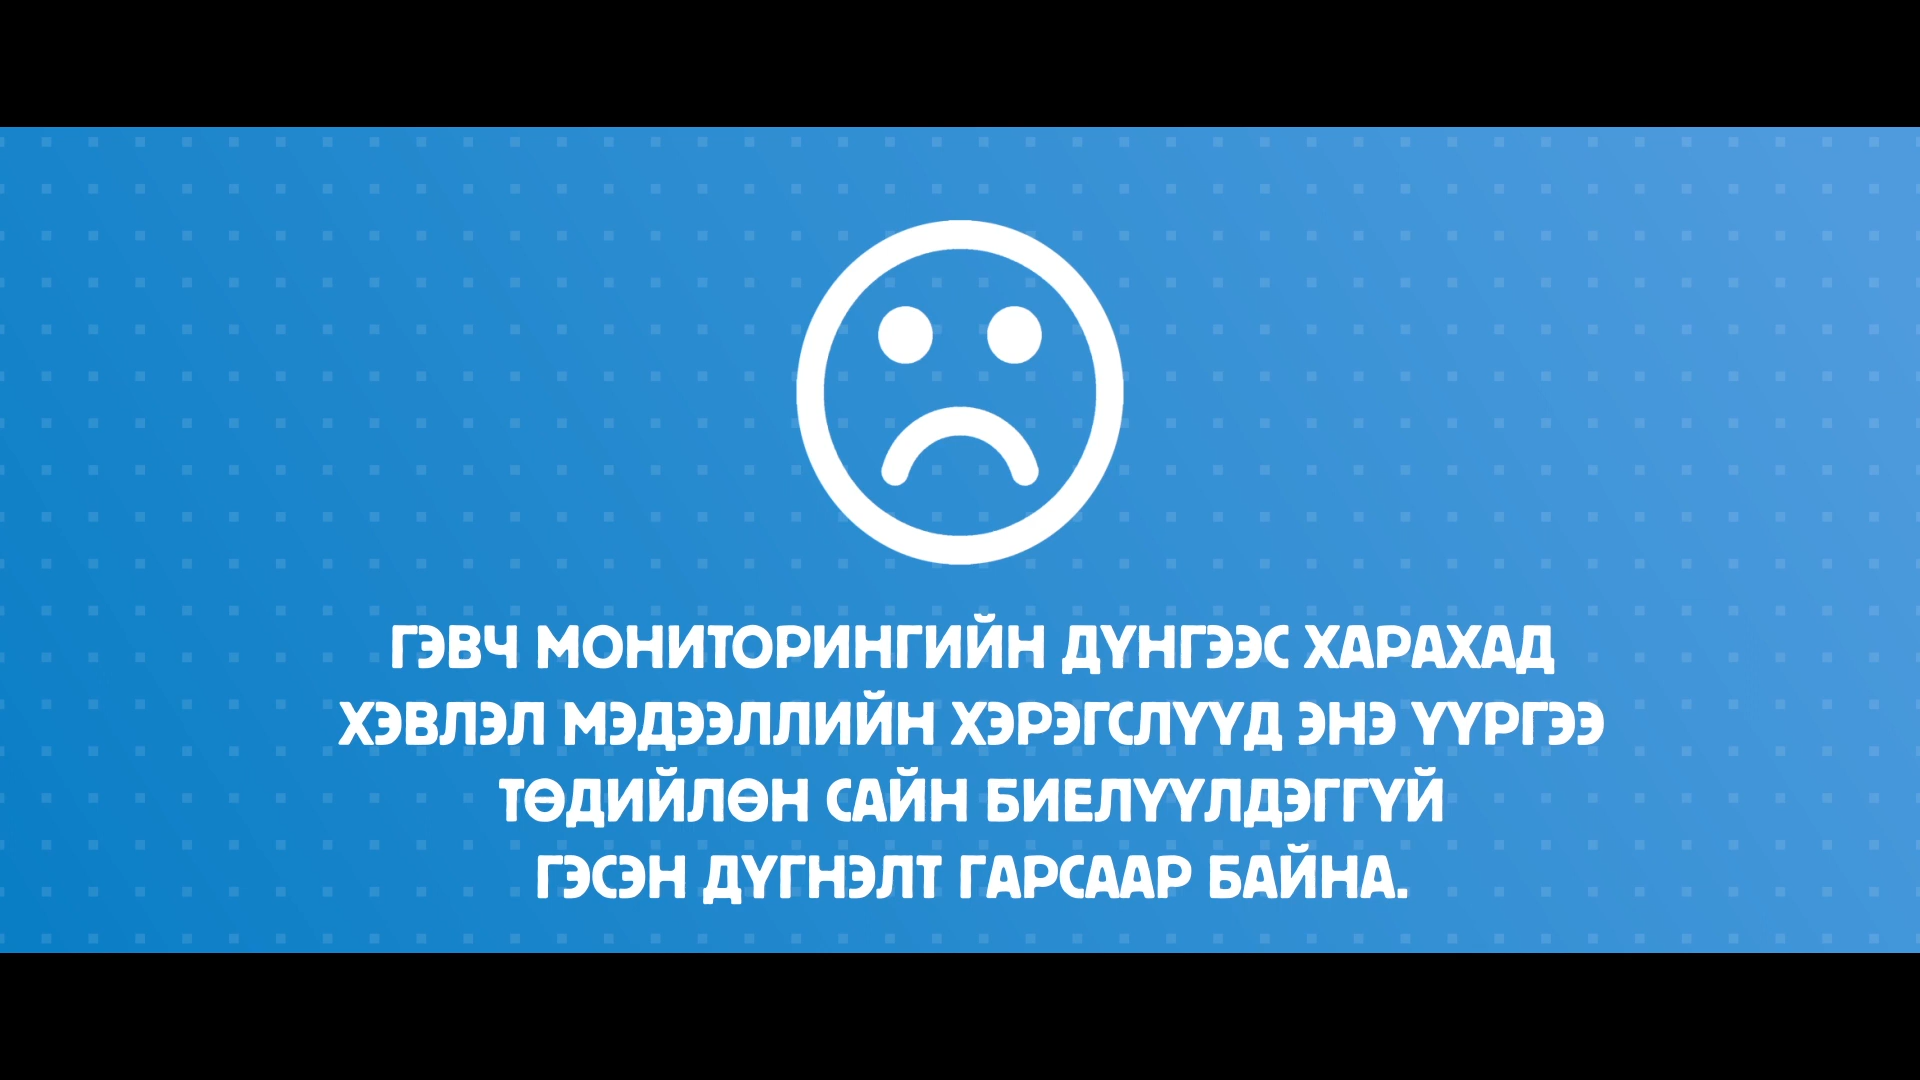 ГЭВЧ МОНИТОРИНГИЙН ДҮНГЭЭС ХАРАХАД
ХЭВЛЭЛ МЭДЭЭЛЛИЙН ХЭРЭГСЛҮҮД ЭНЭ ҮҮРГЭЭ
ТӨДИЙЛӨН САЙН БИЕЛҮҮЛДЭГГҮЙ
ГЭСЭН ДҮГНЭЛТ ГАРСААР БАЙНА.